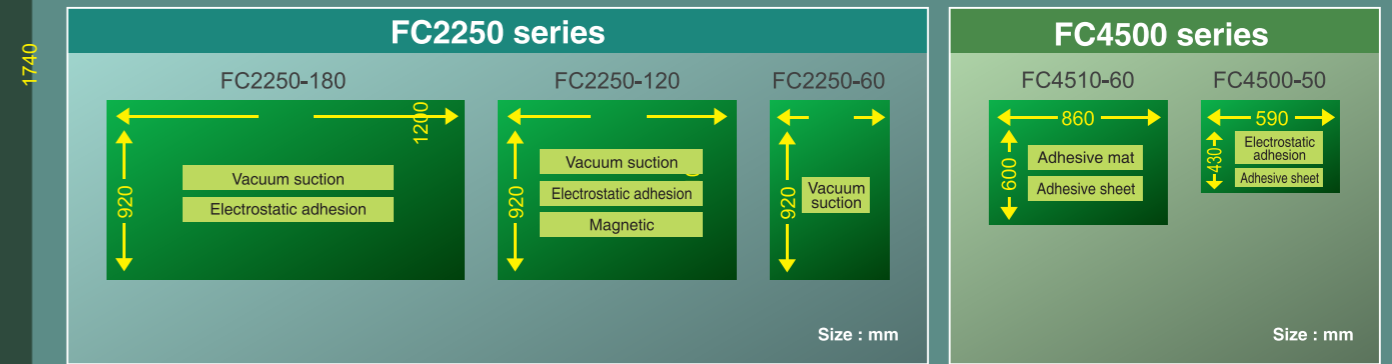 1740
FC2250 series
FC2250-180
1200
920
Vacuum suction
Electrostatic adhesion
FC2250-120
920
Vacuum suction
Electrostatic adhesion
Magnetic
FC2250-60
920
Vacuum
suction
Size : mm
FC4500 series
FC4510-60
860
600
Adhesive mat
Adhesive sheet
FC4500-50
590
430
Electrostatic
adhesion
Adhesive sheet
Size : mm